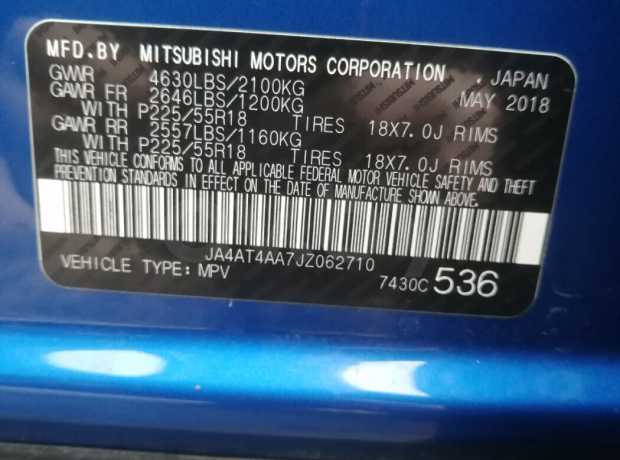 MFD.BY MITSUBISHI MOTORS CORPORATION . JAPAN
GVWR 4630LBS/2100KG MAY 2018
GAWR FR 2646LBS/1200KG
WITH P225/55R18 TIRES 18X7.0J RIMS
GAWR RR 2557LBS/1160KG
WITH P225/55R18 TIRES 18X7.0J RIMS
THIS VEHICLE CONFORMS TO ALL APPLICABLE FEDERAL MOTOR VEHICLE SAFETY AND THEFT
PREVENTION STANDARDS IN EFFECT ON THE DATE OF MANUFACTURE SHOWN ABOVE.
JA4AT4AA7JZ062710
VEHICLE TYPE: MPV 7430C 536